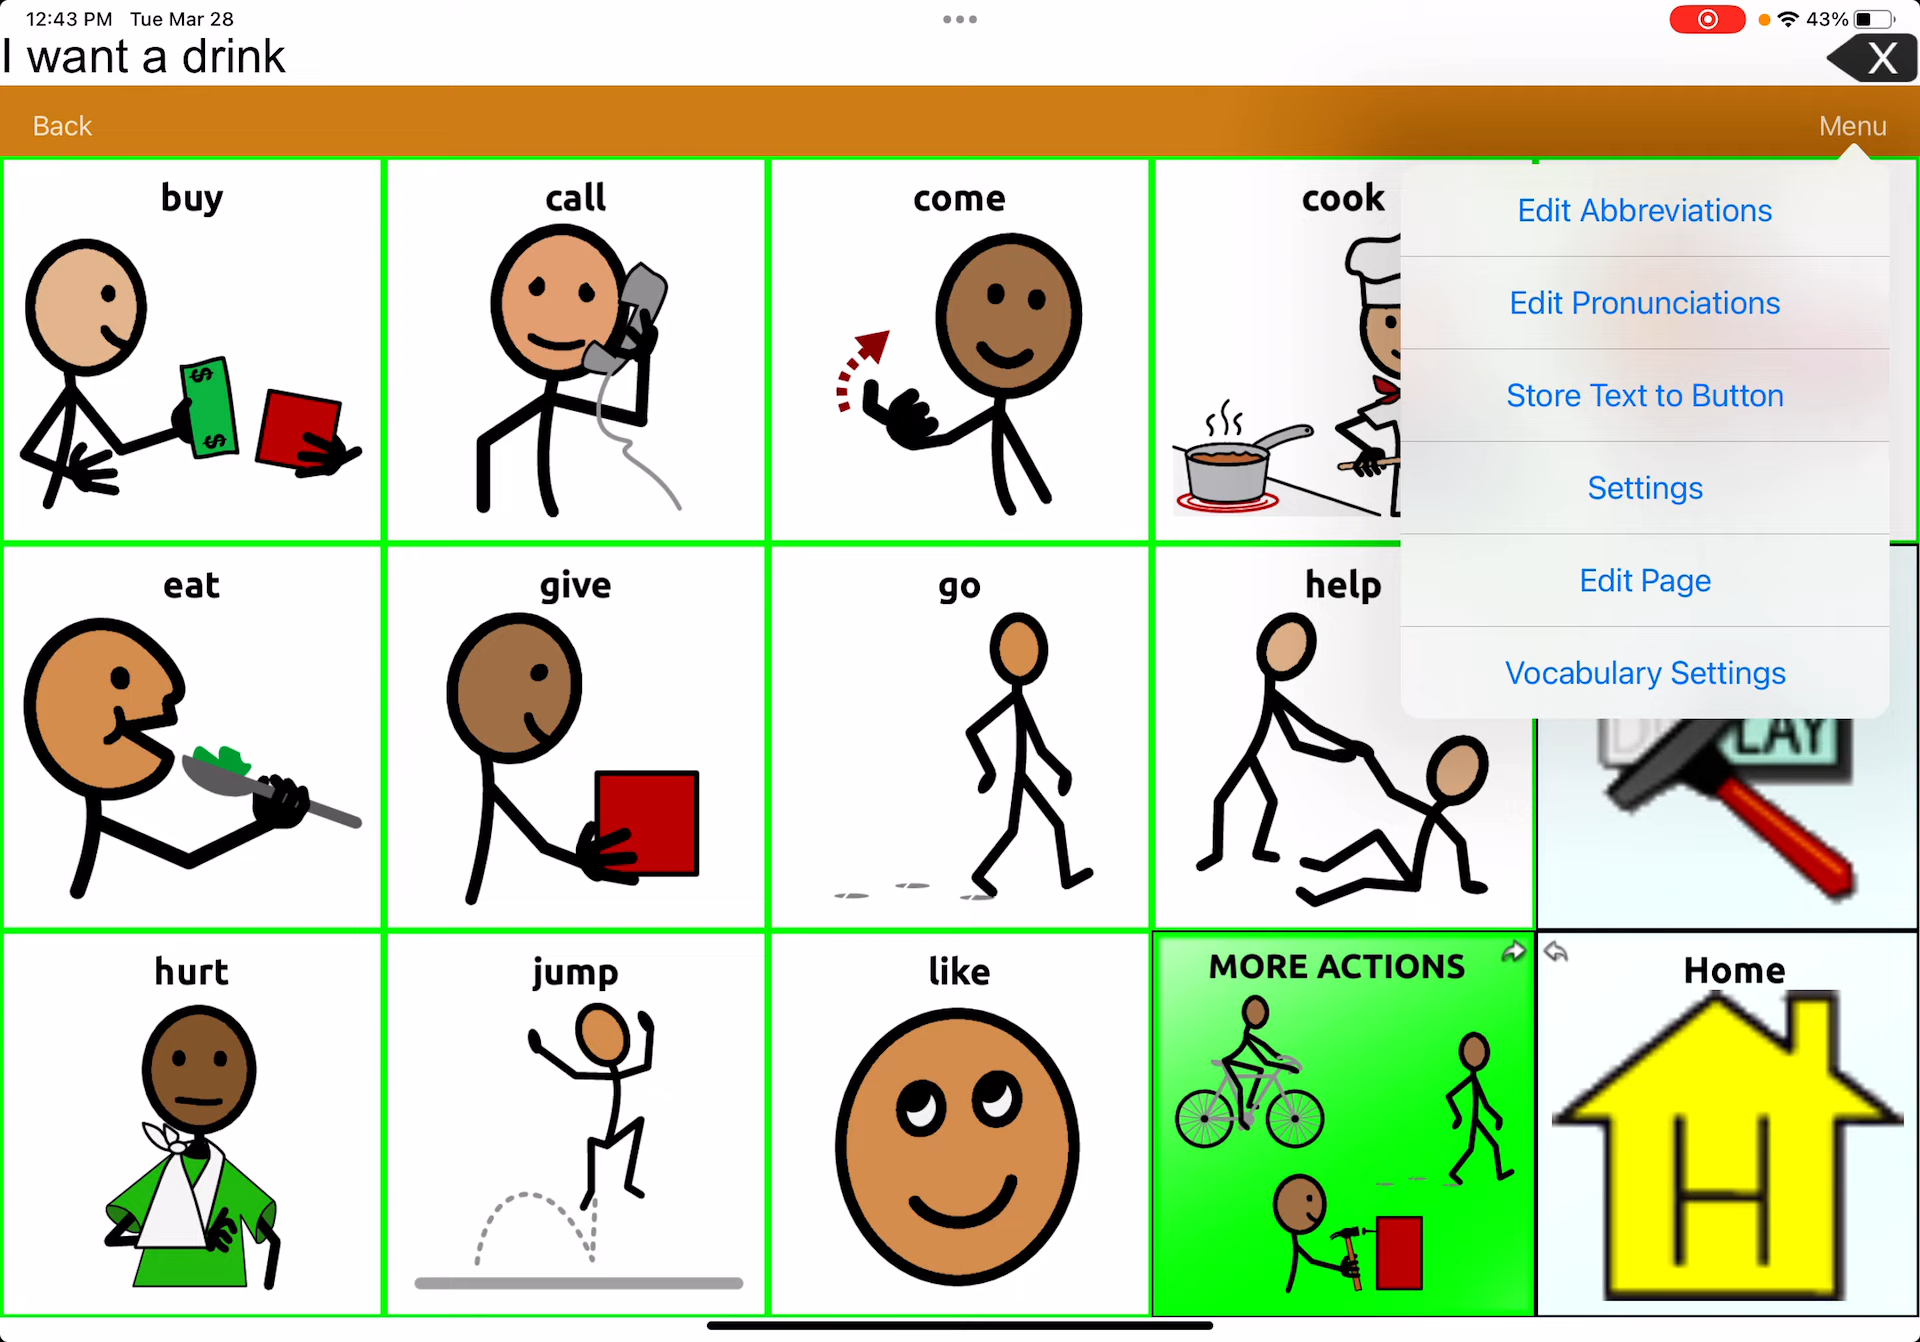 12:43 PM Tue Mar 28
43%
I want a drink
X
Back
Menu
buy
call
come
cook
Edit Abbreviations
Edit Pronunciations
Store Text to Button
Settings
Edit Page
Vocabulary Settings
eat
give
go
help
LAY
hurt
jump
like
MORE ACTIONS
Home
H